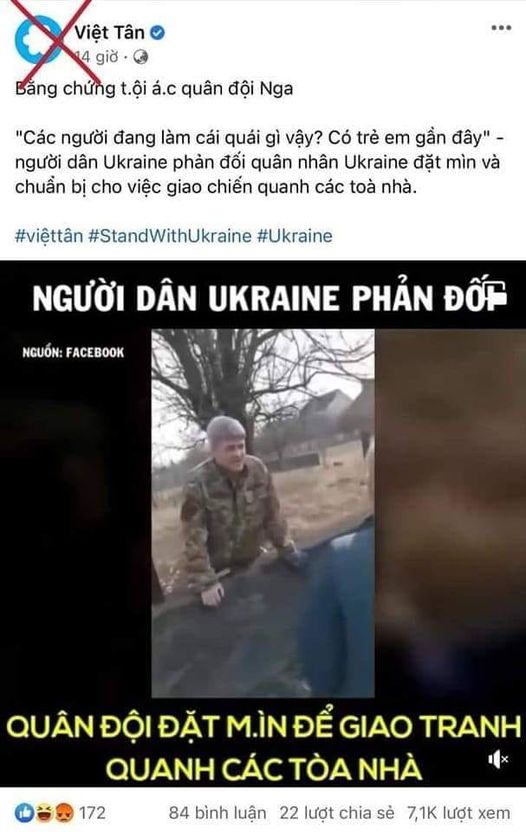 Việt Tân
14 giờ ·
Bằng chứng t.ội á.c quân đội Nga
"Các người đang làm cái quái gì vậy? Có trẻ em gần đây" -
người dân Ukraine phản đối quân nhân Ukraine đặt mìn và
chuẩn bị cho việc giao chiến quanh các toà nhà.
#việttân #StandWithUkraine #Ukraine
NGƯỜI DÂN UKRAINE PHẢN ĐỐI
NGUỒN: FACEBOOK
QUÂN ĐỘI ĐẶT M.ÌN ĐỂ GIAO TRANH
QUANH CÁC TÒA NHÀ
172 84 bình luận 22 lượt chia sẻ 7,1K lượt xem